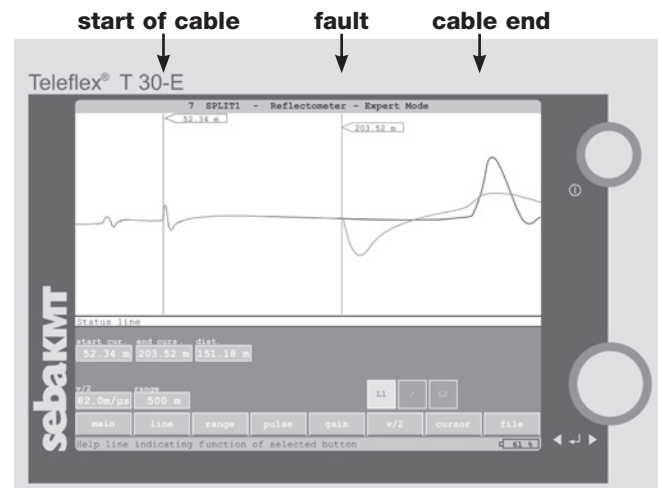 start of cable fault cable end
Teleflex® T 30-E
7 SPLIT1 - Reflectometer - Expert Mode
52.34 m
203.52 m
sebaKMT
Status line
start cur. end curs. dist.
52.34 m 203.52 m 151.18 m
v/2 range
82.0m/µs 500 m
L1 / L2
main line range pulse gain v/2 cursor file
Help line indicating function of selected button
61 %